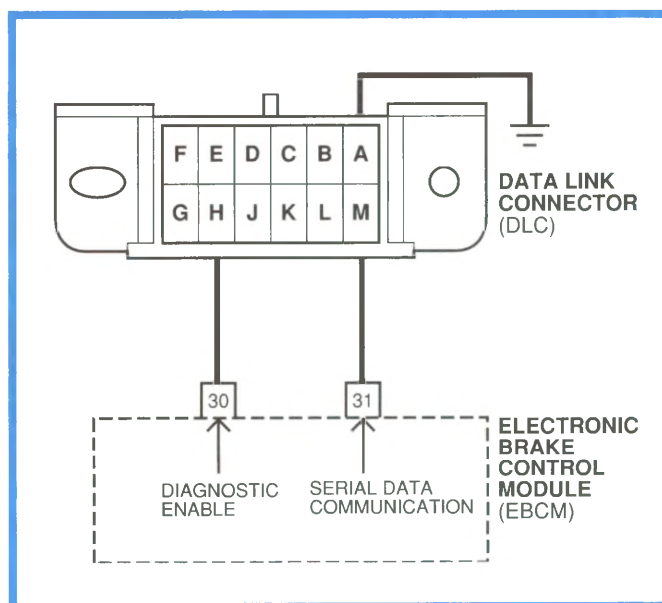 F E D C B A
G H J K L M
DATA LINK
CONNECTOR
(DLC)
30
31
DIAGNOSTIC
ENABLE
SERIAL DATA
COMMUNICATION
ELECTRONIC
BRAKE
CONTROL
MODULE
(EBCM)